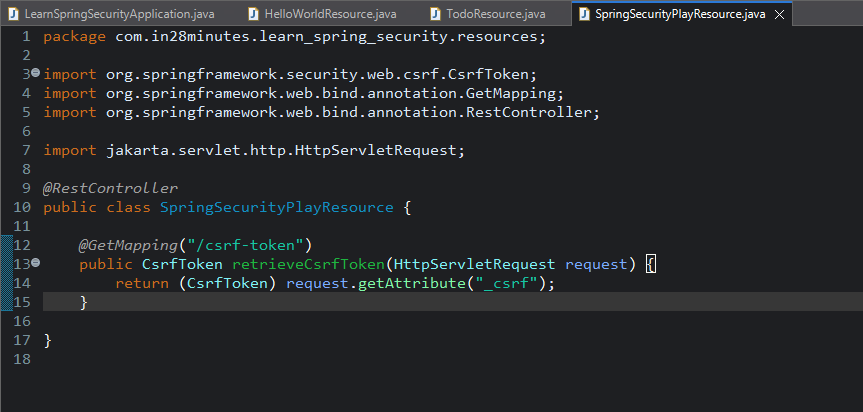 LearnSpringSecurityApplication.java HelloWorldResource.java TodoResource.java SpringSecurityPlayResource.java
1 package com.in28minutes.learn_spring_security.resources;
2
3 import org.springframework.security.web.csrf.CsrfToken;
4 import org.springframework.web.bind.annotation.GetMapping;
5 import org.springframework.web.bind.annotation.RestController;
6
7 import jakarta.servlet.http.HttpServletRequest;
8
9 @RestController
10 public class SpringSecurityPlayResource {
11
12     @GetMapping("/csrf-token")
13     public CsrfToken retrieveCsrfToken(HttpServletRequest request) {
14         return (CsrfToken) request.getAttribute("_csrf");
15     }
16
17 }
18